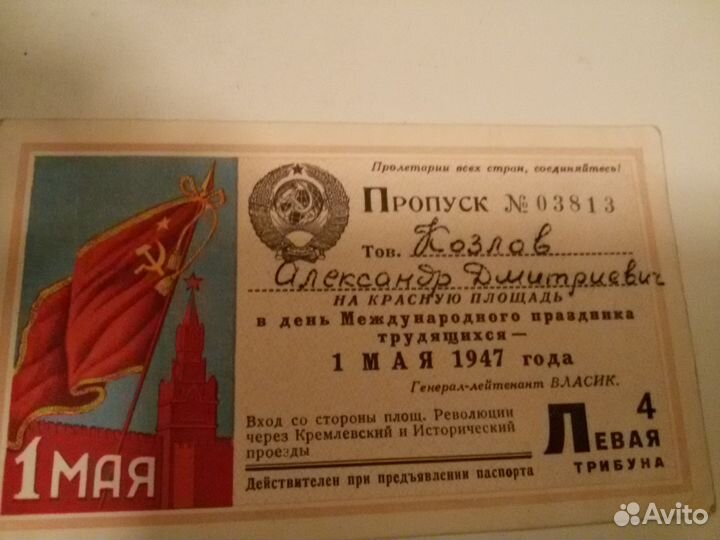 Пролетарии всех стран, соединяйтесь!
ПРОПУСК № 03813
Тов. Козлов
Александр Дмитриевич
НА КРАСНУЮ ПЛОЩАДЬ
в день Международного праздника
трудящихся—
1 МАЯ 1947 года
Генерал-лейтенант ВЛАСИК.
Вход со стороны площ. Революции
через Кремлевский и Исторический
проезды
Действителен при предъявлении паспорта
4
ЛЕВАЯ
ТРИБУНА
1 МАЯ
Avito